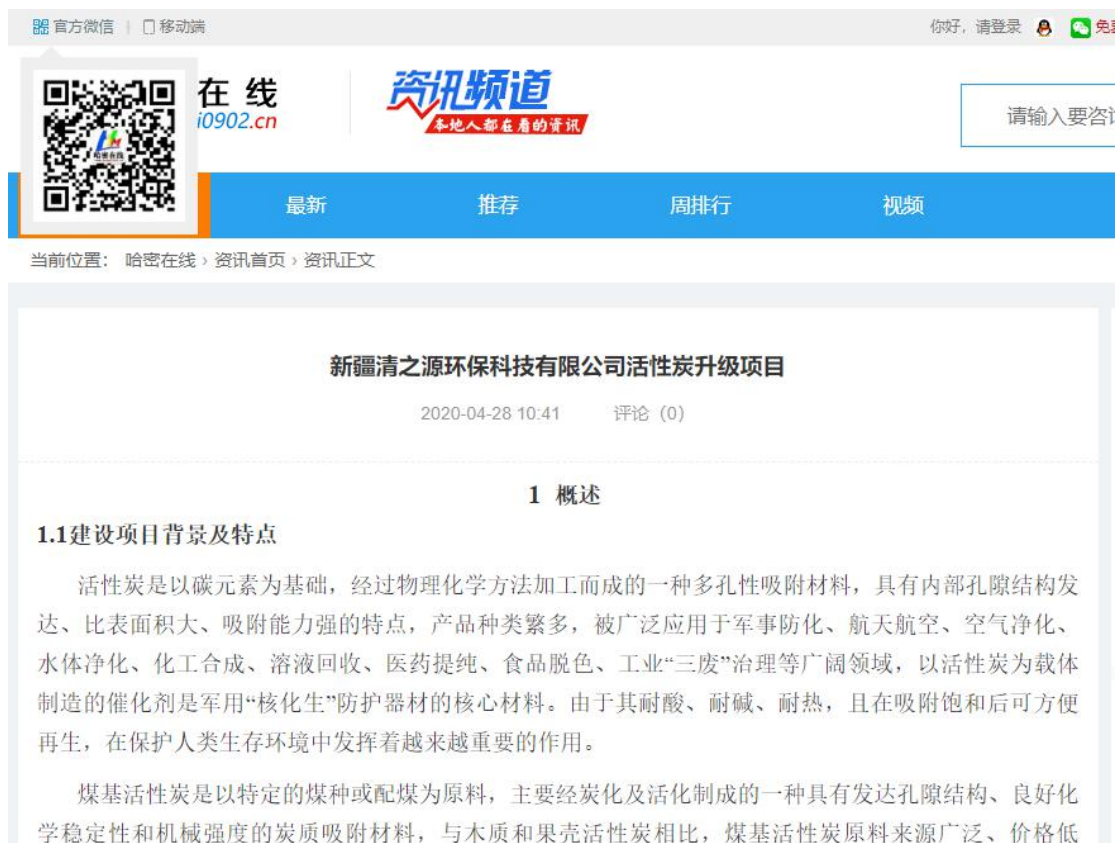 官方微信 | 移动端
你好，请登录
在线
i0902.cn
资讯频道
本地人都在看的资讯
请输入要咨
哈密在线
最新 推荐 周排行 视频
当前位置： 哈密在线 › 资讯首页 › 资讯正文
新疆清之源环保科技有限公司活性炭升级项目
2020-04-28 10:41 评论（0）
1 概述
1.1建设项目背景及特点
活性炭是以碳元素为基础，经过物理化学方法加工而成的一种多孔性吸附材料，具有内部孔隙结构发
达、比表面积大、吸附能力强的特点，产品种类繁多，被广泛应用于军事防化、航天航空、空气净化、
水体净化、化工合成、溶液回收、医药提纯、食品脱色、工业“三废”治理等广阔领域，以活性炭为载体
制造的催化剂是军用“核化生”防护器材的核心材料。由于其耐酸、耐碱、耐热，且在吸附饱和后可方便
再生，在保护人类生存环境中发挥着越来越重要的作用。
煤基活性炭是以特定的煤种或配煤为原料，主要经炭化及活化制成的一种具有发达孔隙结构、良好化
学稳定性和机械强度的炭质吸附材料，与木质和果壳活性炭相比，煤基活性炭原料来源广泛、价格低